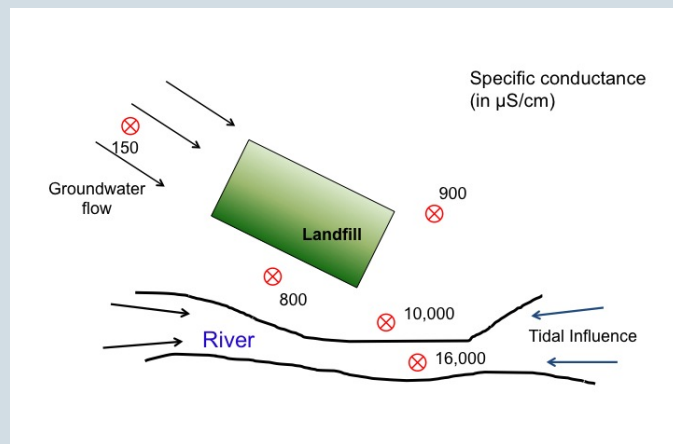 Specific conductance
(in µS/cm)
150
Groundwater
flow
900
Landfill
800
10,000
River
Tidal Influence
16,000